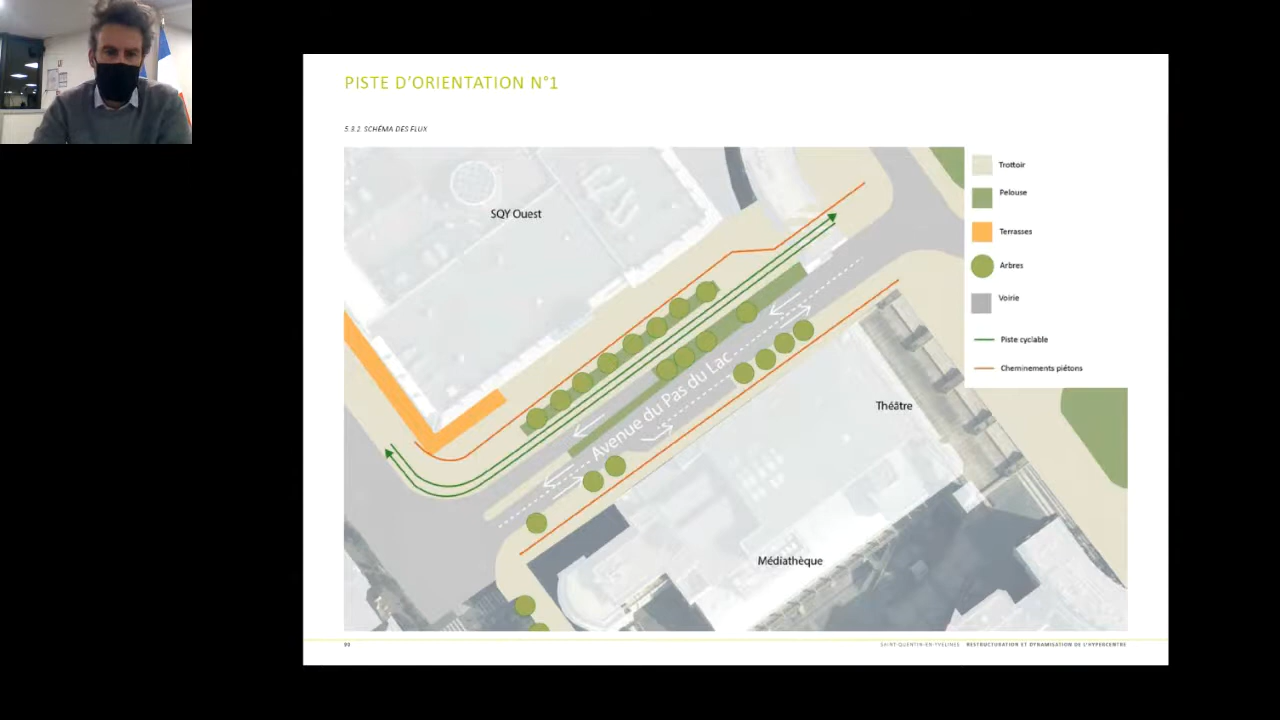 PISTE D'ORIENTATION N°1
5.3.2. SCHÉMA DES FLUX
SQY Ouest
Avenue du Pas du Lac
Théâtre
Médiathèque
Trottoir
Pelouse
Terrasses
Arbres
Voirie
Piste cyclable
Cheminements piétons
90
SAINT-QUENTIN-EN-YVELINES RESTRUCTURATION ET DYNAMISATION DE L'HYPERCENTRE